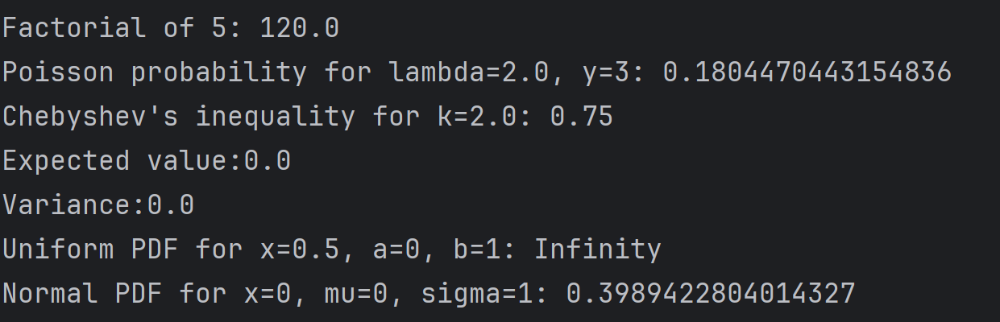 Factorial of 5: 120.0
Poisson probability for lambda=2.0, y=3: 0.1804470443154836
Chebyshev's inequality for k=2.0: 0.75
Expected value:0.0
Variance:0.0
Uniform PDF for x=0.5, a=0, b=1: Infinity
Normal PDF for x=0, mu=0, sigma=1: 0.3989422804014327